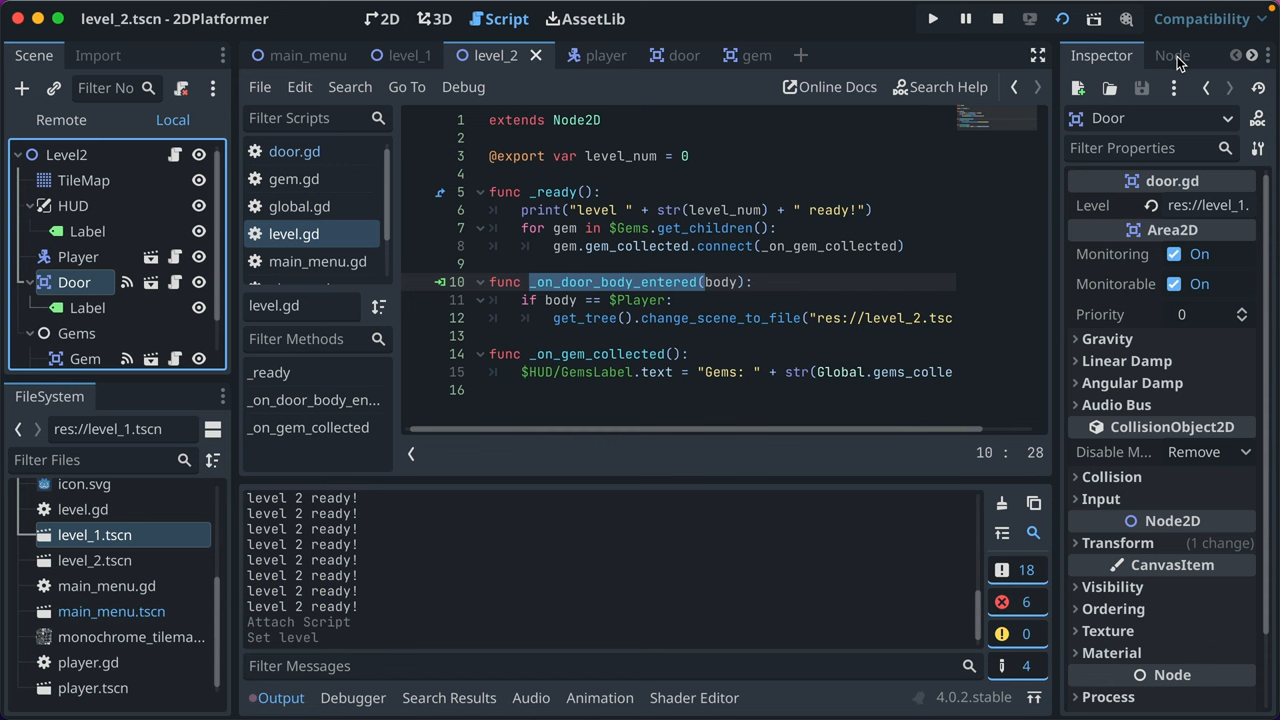 level_2.tscn - 2DPlatformer
2D
3D
Script
AssetLib
Compatibility
Scene
Import
main_menu
level_1
level_2
player
door
gem
Inspector
Node
Filter No
File
Edit
Search
Go To
Debug
Online Docs
Search Help
Remote
Local
Filter Scripts
Door
Filter Properties
Level2
TileMap
HUD
Label
Player
Door
Label
Gems
Gem
door.gd
gem.gd
global.gd
level.gd
main_menu.gd
level.gd
Filter Methods
_ready
_on_door_body_en...
_on_gem_collected
1 extends Node2D
2
3 @export var level_num = 0
4
5 func _ready():
6 print("level " + str(level_num) + " ready!")
7 for gem in $Gems.get_children():
8 gem.gem_collected.connect(_on_gem_collected)
9
10 func _on_door_body_entered(body):
11 if body == $Player:
12 get_tree().change_scene_to_file("res://level_2.tsc
13
14 func _on_gem_collected():
15 $HUD/GemsLabel.text = "Gems: " + str(Global.gems_colle
16
10 : 28
door.gd
Level
res://level_1.
Area2D
Monitoring
On
Monitorable
On
Priority
0
Gravity
Linear Damp
Angular Damp
Audio Bus
CollisionObject2D
Disable M...
Remove
Collision
Input
Node2D
Transform
(1 change)
CanvasItem
Visibility
Ordering
Texture
Material
Node
Process
FileSystem
res://level_1.tscn
Filter Files
icon.svg
level.gd
level_1.tscn
level_2.tscn
main_menu.gd
main_menu.tscn
monochrome_tilema...
player.gd
player.tscn
level 2 ready!
level 2 ready!
level 2 ready!
level 2 ready!
level 2 ready!
level 2 ready!
level 2 ready!
level 2 ready!
Attach Script
Set level
18
6
0
4
Filter Messages
Output
Debugger
Search Results
Audio
Animation
Shader Editor
4.0.2.stable